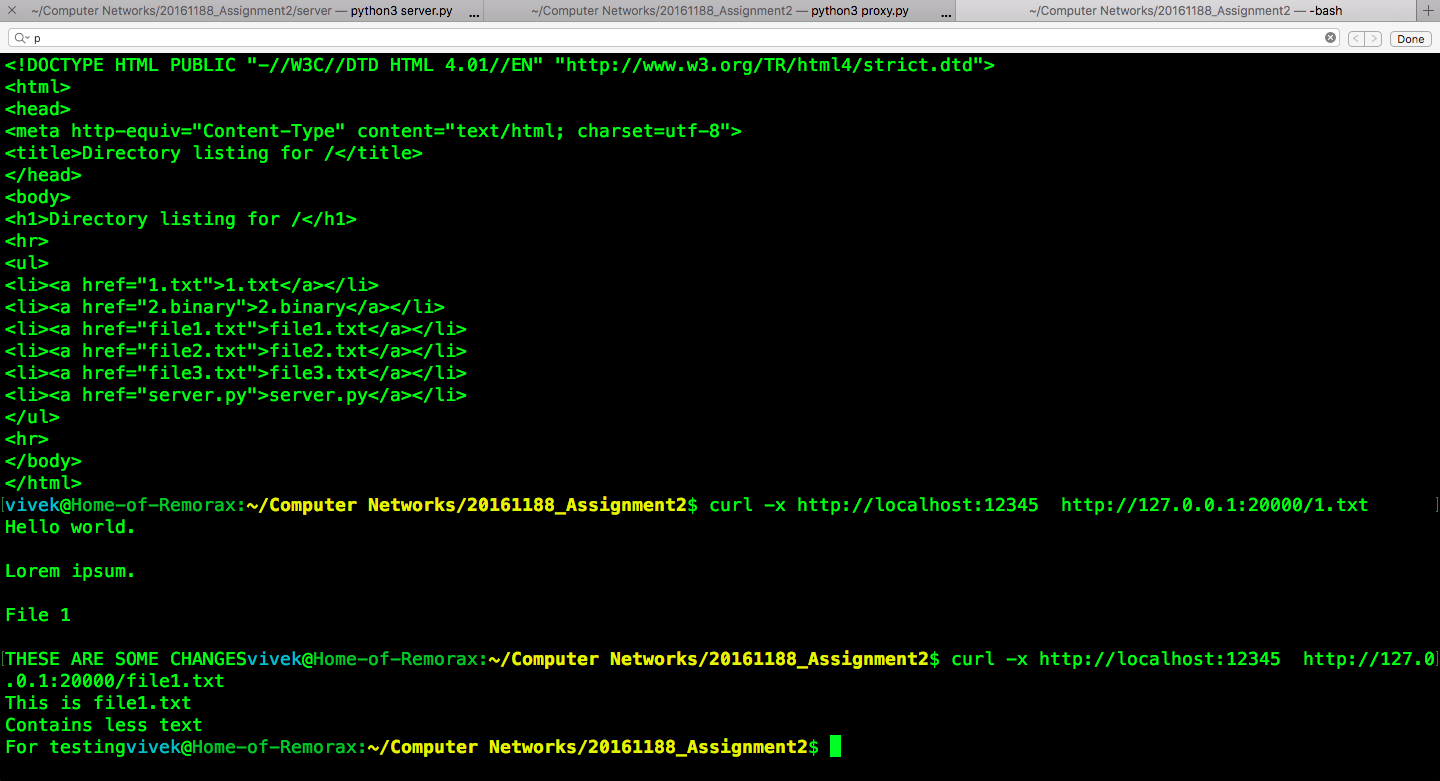 ~/Computer Networks/20161188_Assignment2/server — python3 server.py ... ~/Computer Networks/20161188_Assignment2 — python3 proxy.py ... ~/Computer Networks/20161188_Assignment2 — -bash
p Done
<!DOCTYPE HTML PUBLIC "-//W3C//DTD HTML 4.01//EN" "http://www.w3.org/TR/html4/strict.dtd">
<html>
<head>
<meta http-equiv="Content-Type" content="text/html; charset=utf-8">
<title>Directory listing for /</title>
</head>
<body>
<h1>Directory listing for /</h1>
<hr>
<ul>
<li><a href="1.txt">1.txt</a></li>
<li><a href="2.binary">2.binary</a></li>
<li><a href="file1.txt">file1.txt</a></li>
<li><a href="file2.txt">file2.txt</a></li>
<li><a href="file3.txt">file3.txt</a></li>
<li><a href="server.py">server.py</a></li>
</ul>
<hr>
</body>
</html>
vivek@Home-of-Remorax:~/Computer Networks/20161188_Assignment2$ curl -x http://localhost:12345  http://127.0.0.1:20000/1.txt
Hello world.
Lorem ipsum.
File 1
THESE ARE SOME CHANGESvivek@Home-of-Remorax:~/Computer Networks/20161188_Assignment2$ curl -x http://localhost:12345  http://127.0
.0.1:20000/file1.txt
This is file1.txt
Contains less text
For testingvivek@Home-of-Remorax:~/Computer Networks/20161188_Assignment2$